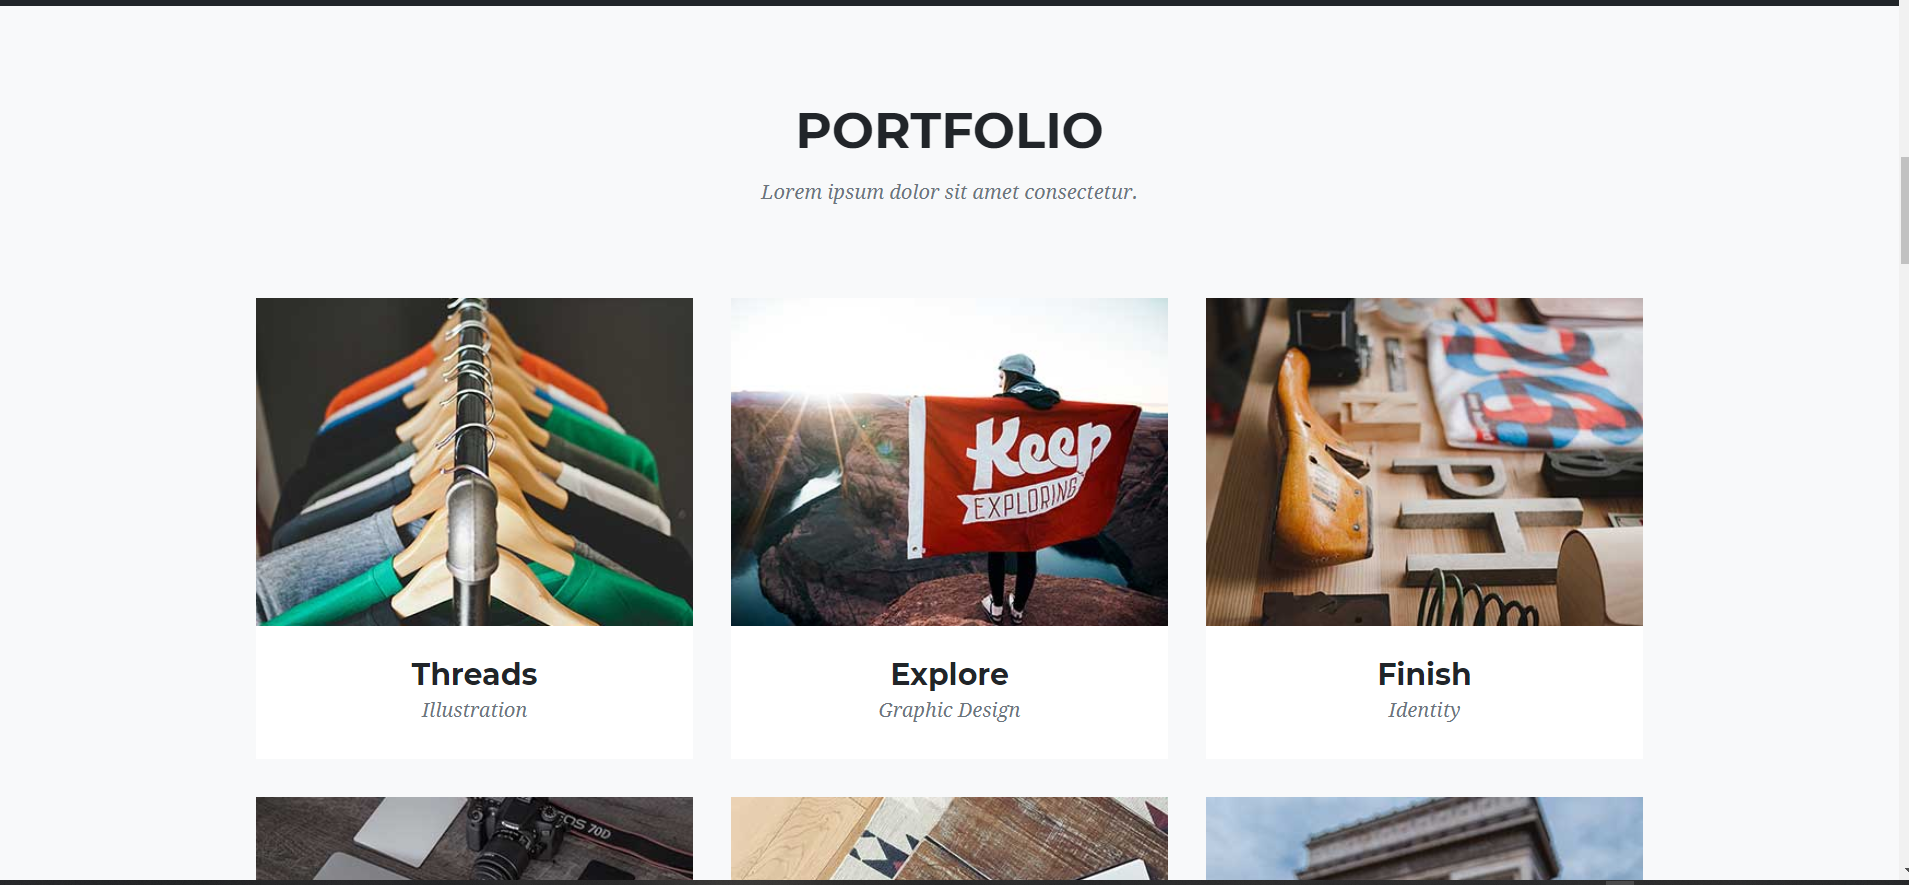 PORTFOLIO
Lorem ipsum dolor sit amet consectetur.
Keep
EXPLORING
P
H
Threads
Explore
Finish
Illustration
Graphic Design
Identity
EOS 70D